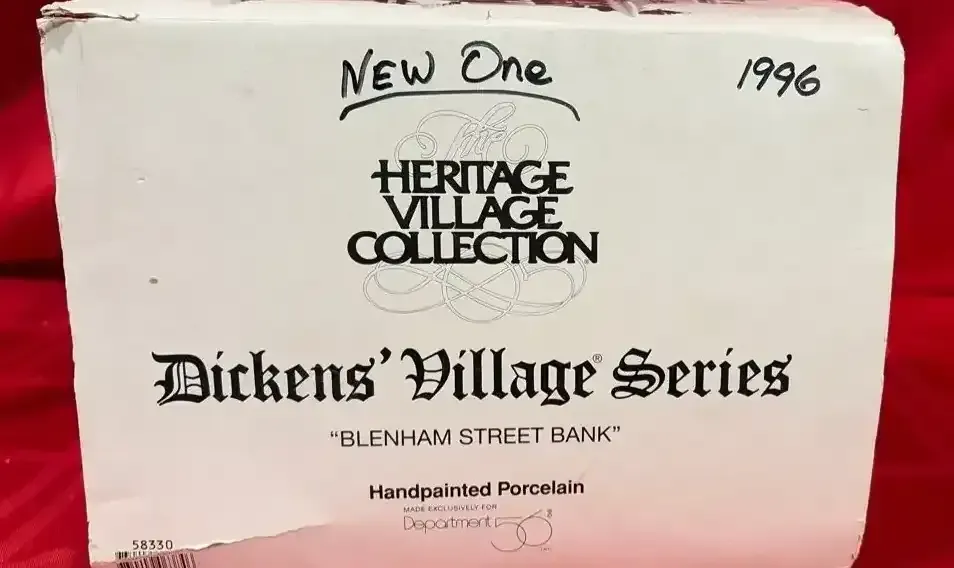 NEW One
1996
The
HERITAGE
VILLAGE
COLLECTION
Dickens' Village® Series
"BLENHAM STREET BANK"
Handpainted Porcelain
MADE EXCLUSIVELY FOR
Department 56®
INC.
58330